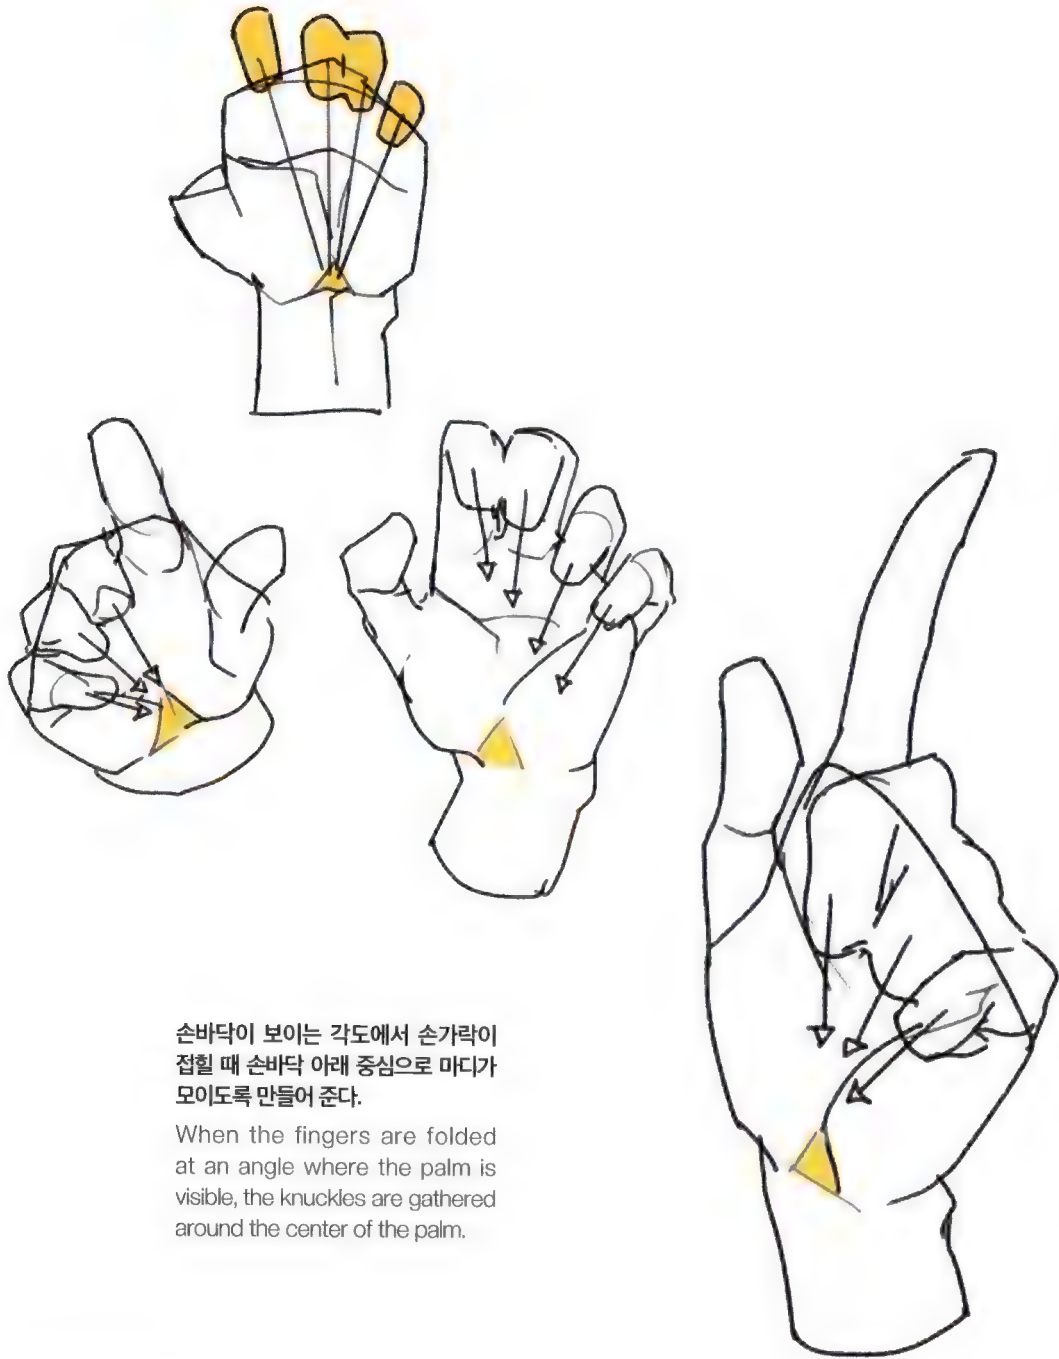 손바닥이 보이는 각도에서 손가락이
접힐 때 손바닥 아래 중심으로 마디가
모이도록 만들어 준다.
When the fingers are folded
at an angle where the palm is
visible, the knuckles are gathered
around the center of the palm.